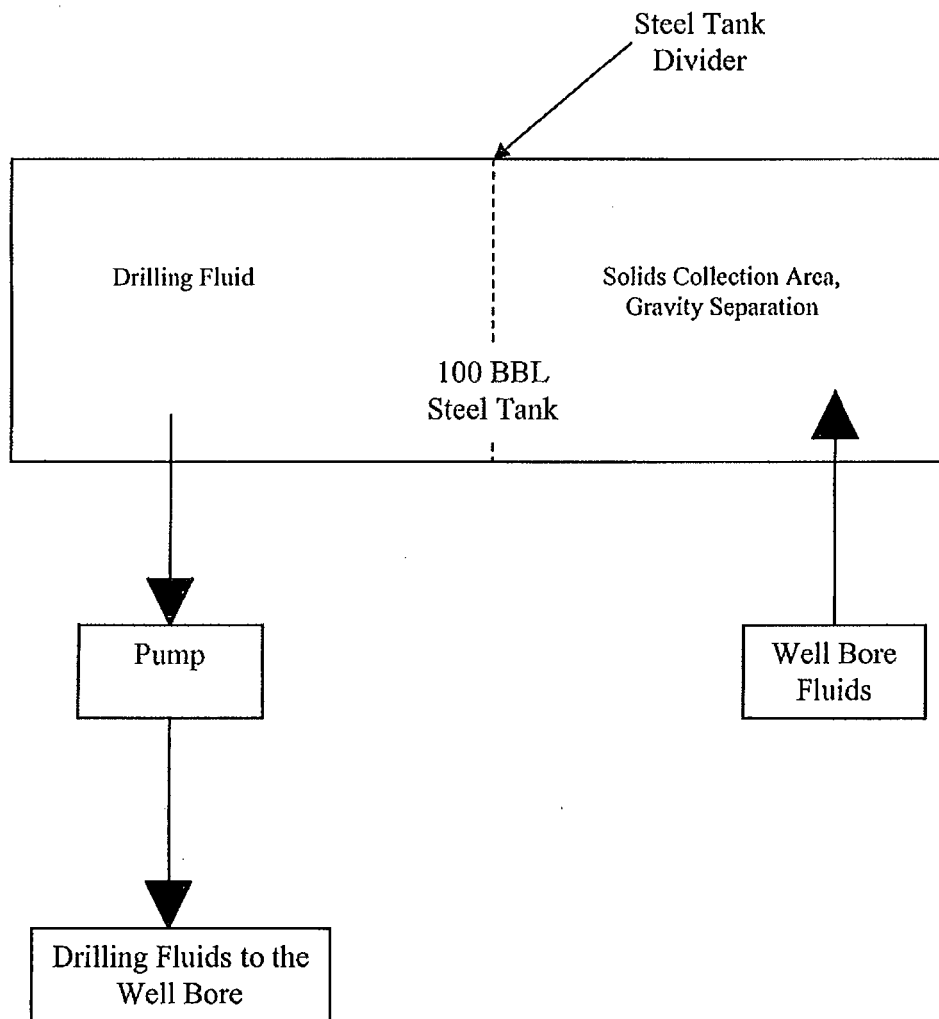 Steel Tank
Divider
Drilling Fluid
Solids Collection Area,
Gravity Separation
100 BBL
Steel Tank
Pump
Well Bore
Fluids
Drilling Fluids to the
Well Bore